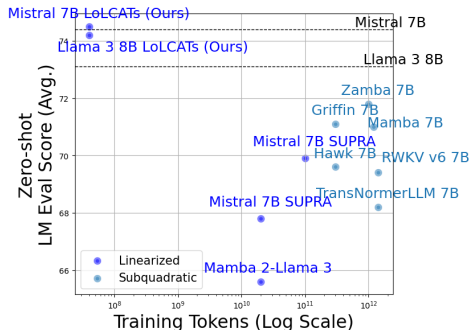 Mistral 7B LoLCATs (Ours)
Mistral 7B
74
Llama 3 8B LoLCATs (Ours)
Llama 3 8B
72
Zamba 7B
Griffin 7B
Mamba 7B
Mistral 7B SUPRA
70
Hawk 7B
RWKV v6 7B
TransNormerLLM 7B
Mistral 7B SUPRA
68
Mamba 2-Llama 3
66
Linearized
Subquadratic
10^8
10^9
10^10
10^11
10^12
Training Tokens (Log Scale)
Zero-shot
LM Eval Score (Avg.)